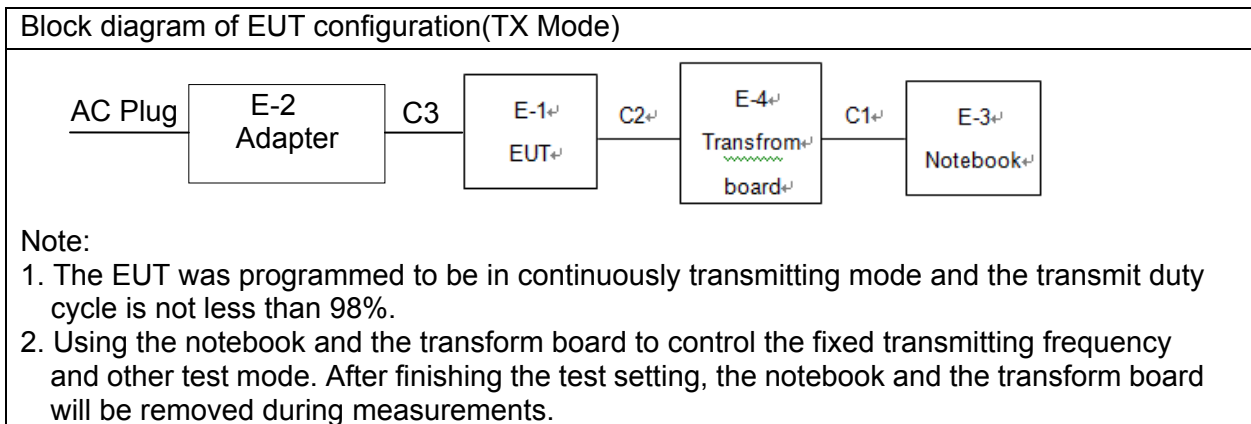 Block diagram of EUT configuration(TX Mode)
AC Plug
E-2
Adapter
C3
E-1↵
EUT↵
C2↵
E-4↵
Transfrom↵
board↵
C1↵
E-3↵
Notebook↵
Note:
1. The EUT was programmed to be in continuously transmitting mode and the transmit duty
cycle is not less than 98%.
2. Using the notebook and the transform board to control the fixed transmitting frequency
and other test mode. After finishing the test setting, the notebook and the transform board
will be removed during measurements.